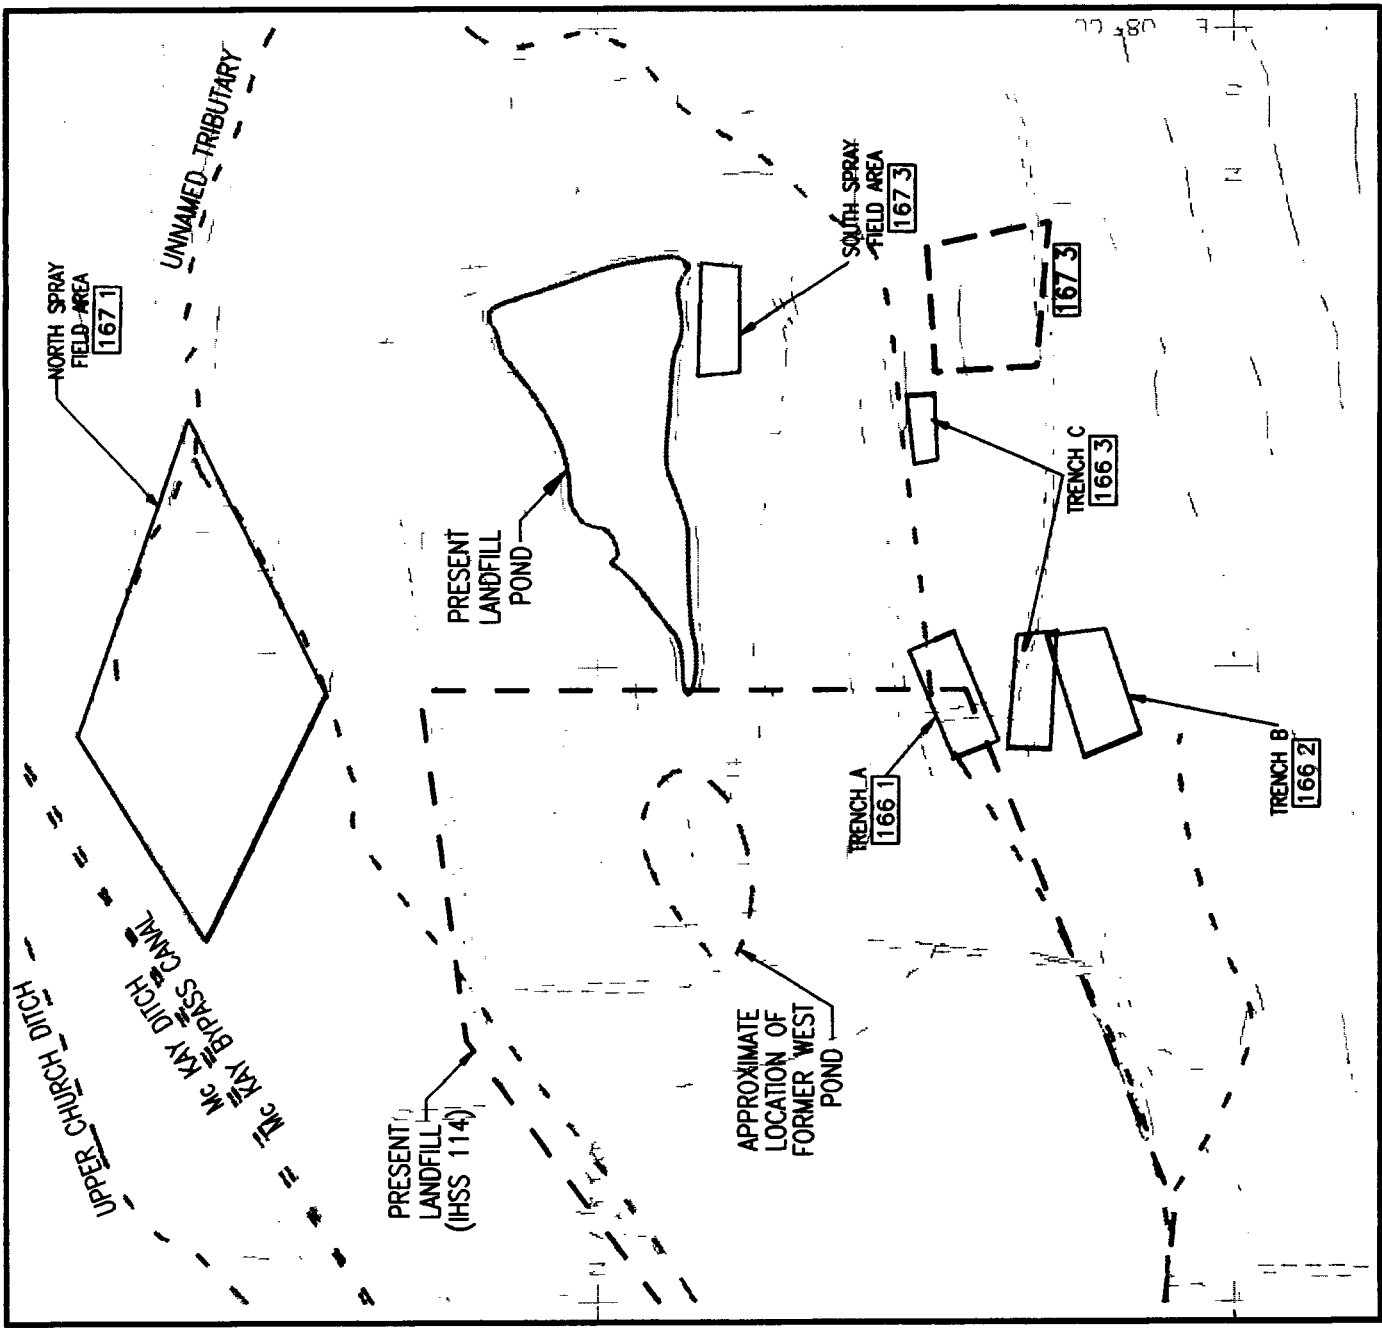 UPPER CHURCH DITCH
Mc KAY DITCH
Mc KAY BYPASS CANAL
NORTH SPRAY
FIELD AREA
167 1
UNNAMED TRIBUTARY
PRESENT
LANDFILL
(IHSS 114)
PRESENT
LANDFILL
POND
APPROXIMATE
LOCATION OF
FORMER WEST
POND
SOUTH SPRAY
FIELD AREA
167 3
167 3
TRENCH A
166 1
TRENCH C
166 3
TRENCH B
166 2